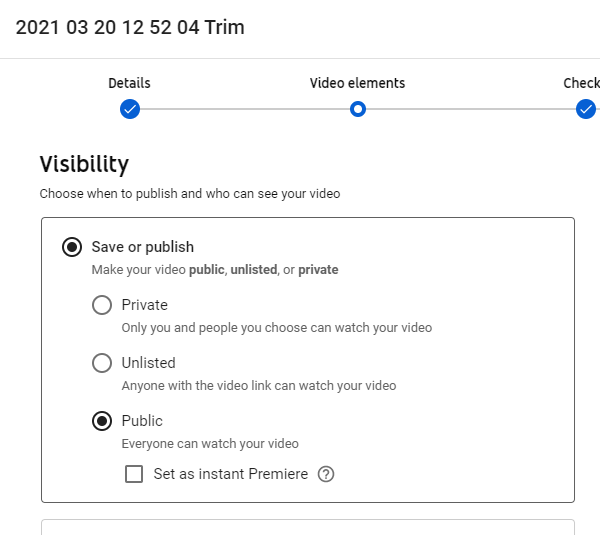 2021 03 20 12 52 04 Trim
Details Video elements Check
Visibility
Choose when to publish and who can see your video
Save or publish
Make your video public, unlisted, or private
Private
Only you and people you choose can watch your video
Unlisted
Anyone with the video link can watch your video
Public
Everyone can watch your video
Set as instant Premiere ?